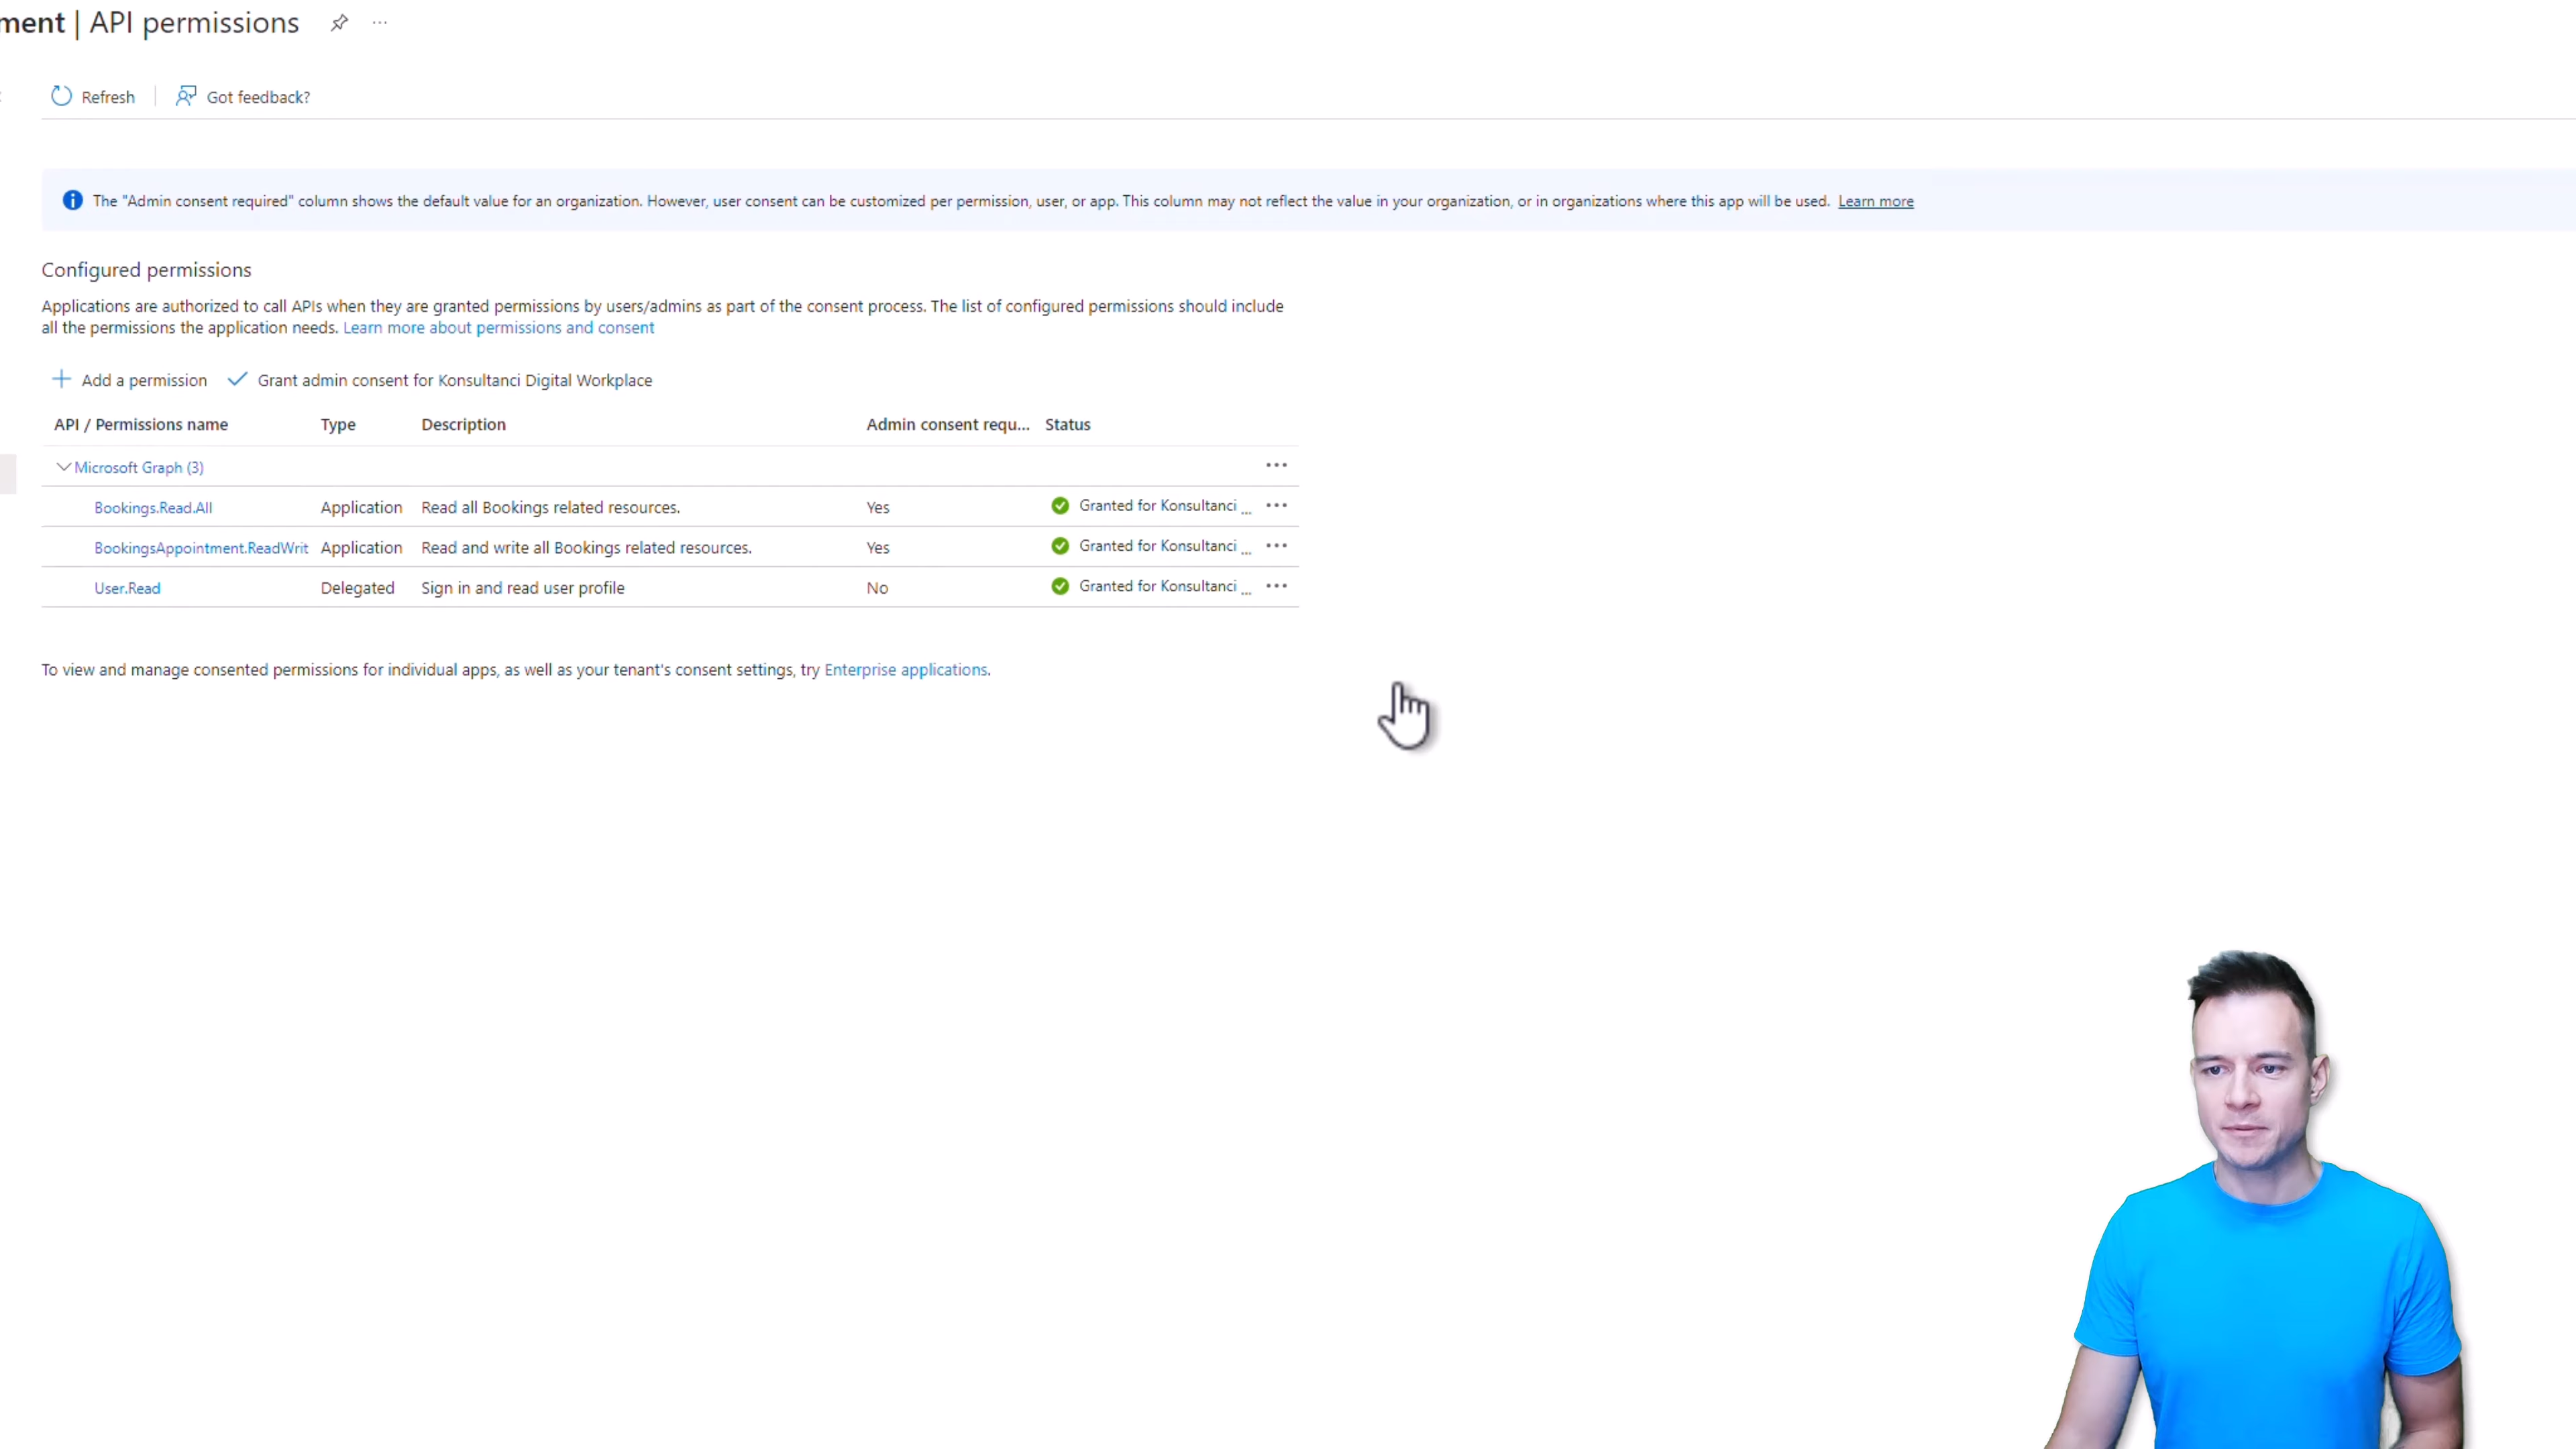 ment | API permissions ···
Refresh Got feedback?
The "Admin consent required" column shows the default value for an organization. However, user consent can be customized per permission, user, or app. This column may not reflect the value in your organization, or in organizations where this app will be used. Learn more
Configured permissions
Applications are authorized to call APIs when they are granted permissions by users/admins as part of the consent process. The list of configured permissions should include
all the permissions the application needs. Learn more about permissions and consent
Add a permission Grant admin consent for Konsultanci Digital Workplace
API / Permissions name Type Description Admin consent requ... Status
Microsoft Graph (3)
Bookings.Read.All Application Read all Bookings related resources. Yes Granted for Konsultanci ...
BookingsAppointment.ReadWrit Application Read and write all Bookings related resources. Yes Granted for Konsultanci ...
User.Read Delegated Sign in and read user profile No Granted for Konsultanci ...
To view and manage consented permissions for individual apps, as well as your tenant's consent settings, try Enterprise applications.